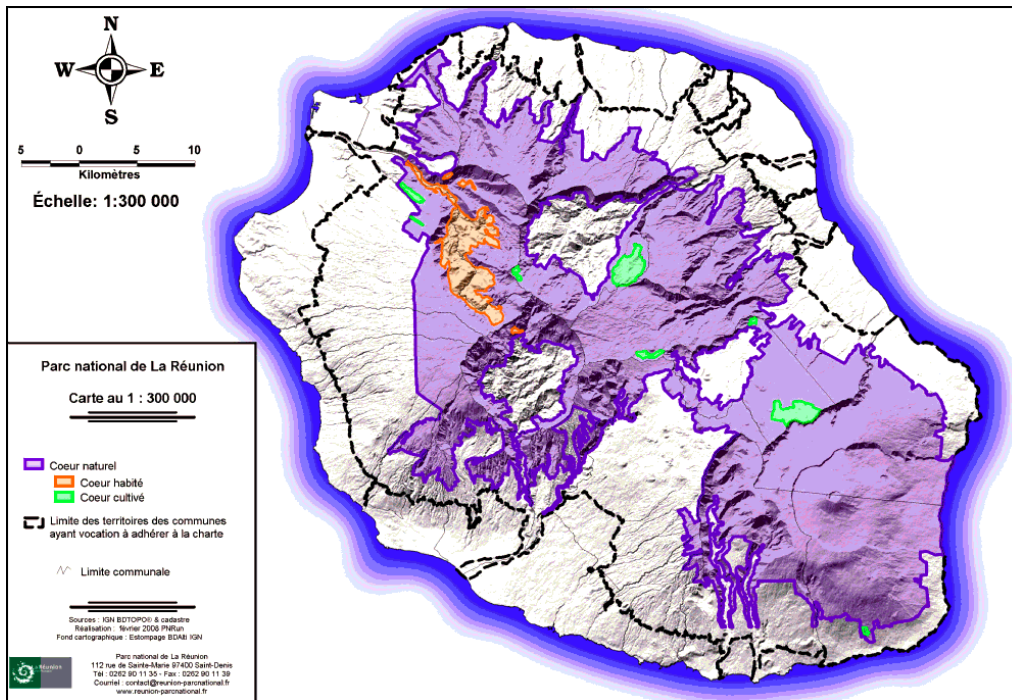 N
W E
S
5 0 5 10
Kilomètres
Échelle: 1:300 000
Parc national de La Réunion
Carte au 1 : 300 000
Coeur naturel
Coeur habité
Coeur cultivé
Limite des territoires des communes
ayant vocation à adhérer à la charte
Limite communale
Sources : IGN BDTOPO® & cadastre
Réalisation : février 2008 PNRun
Fond cartographique : Estompage BDAlti IGN
Parc national de La Réunion
112 rue de Sainte-Marie 97400 Saint-Denis
Tél : 0262 90 11 35 - Fax : 0262 90 11 39
Courriel : contact@reunion-parcnational.fr
www.reunion-parcnational.fr